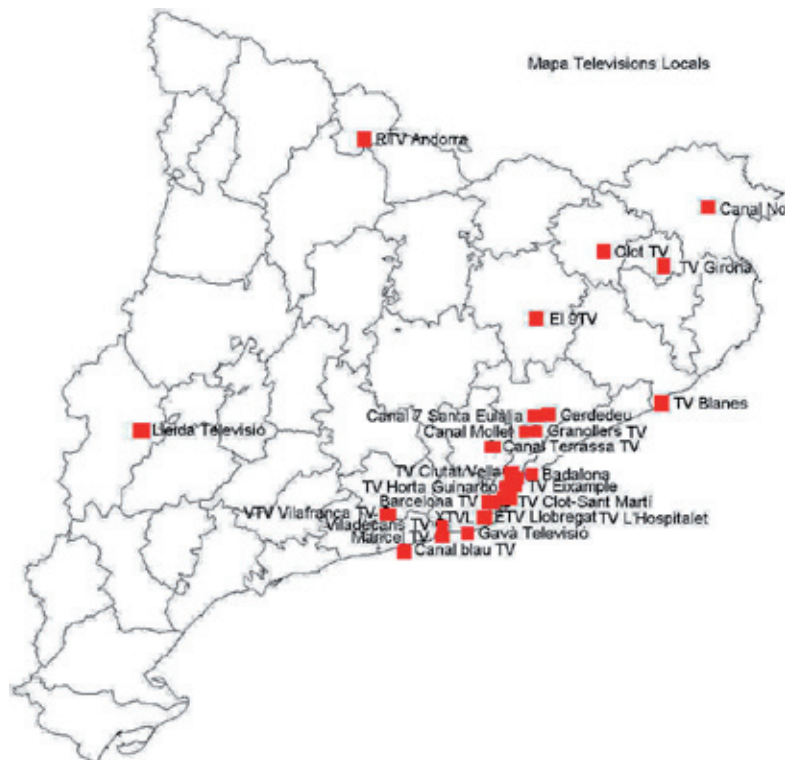 Mapa Televisions Locals
RTV Andorra
Canal No
Olot TV
TV Girona
El 9TV
TV Blanes
Canal 7 Santa Eulàlia
Cerdedeu
Lleida Televisió
Canal Mollet
Granollers TV
Canal Terrassa TV
TV Ciutat Vella
Badalona
TV Horta Guinardó
TV Eixample
Barcelona TV
TV Clot-Sant Martí
VTV Vilafranca TV
XTVL
ETV Llobregat
TV L'Hospitalet
Viladecans TV
Maricel TV
Gavà Televisió
Canal blau TV